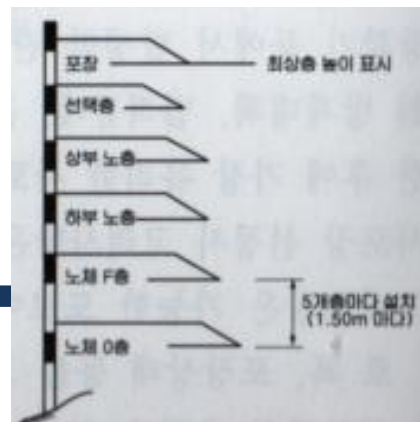 포장
최상층 높이 표시
선택층
상부 노층
하부 노층
노체 F층
5개층마다 설치
(1.50m 마다)
노체 0층